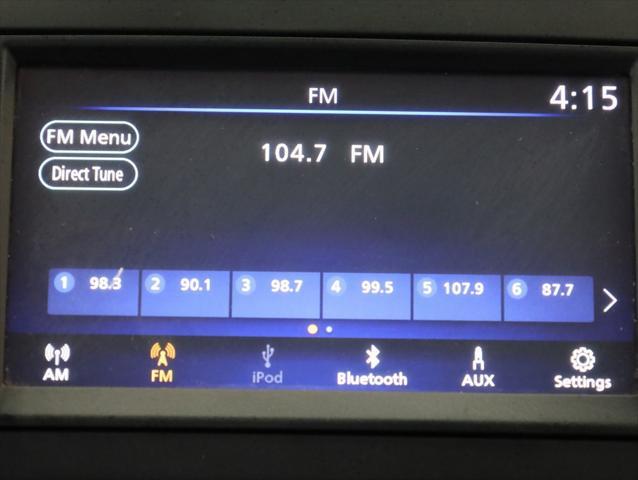 FM 4:15
FM Menu
104.7 FM
Direct Tune
1 98.3 2 90.1 3 98.7 4 99.5 5 107.9 6 87.7
AM FM iPod Bluetooth AUX Settings